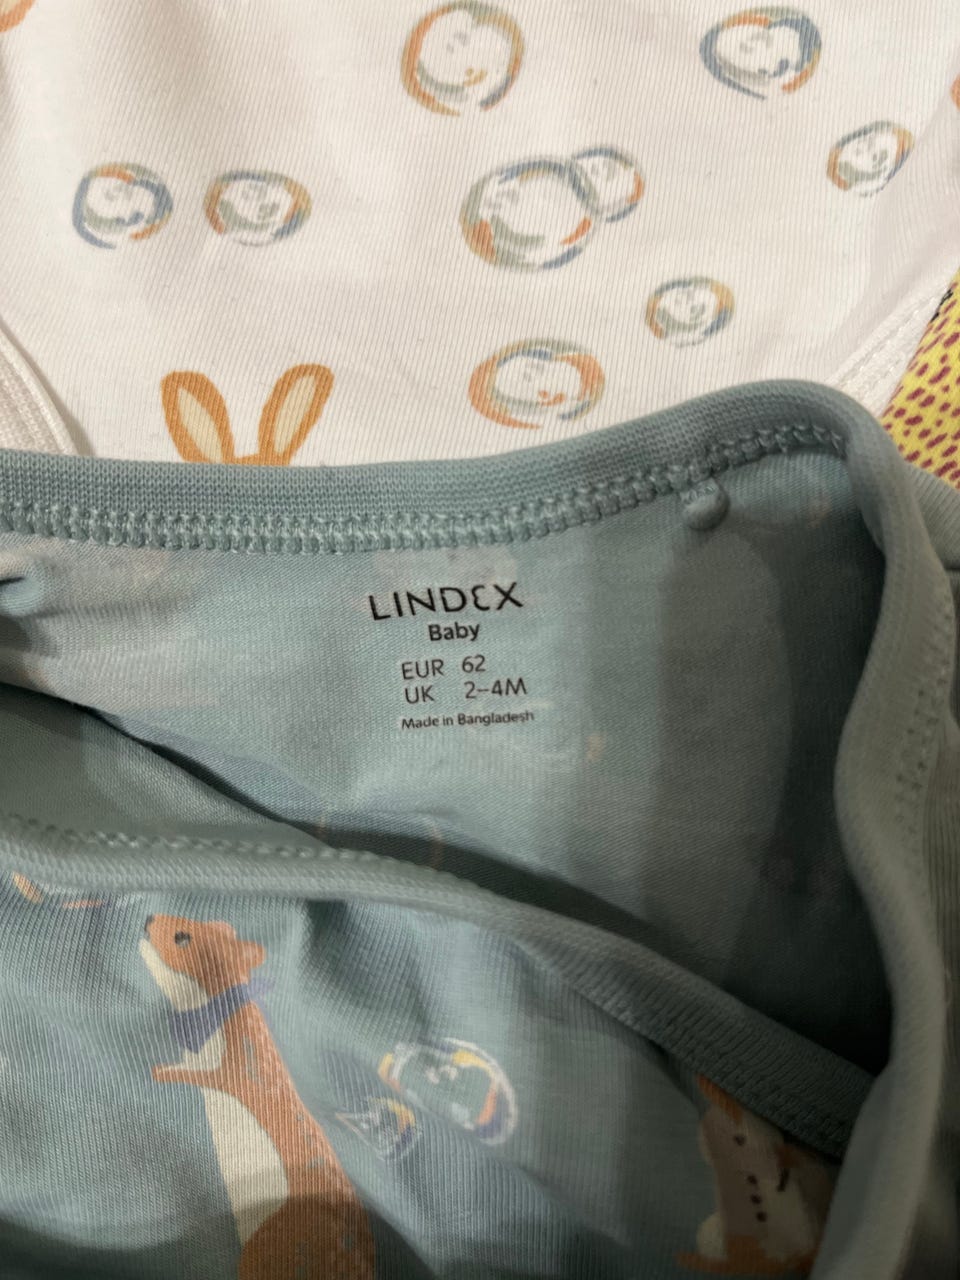 LINDEX
Baby
EUR 62
UK 2-4M
Made in Bangladesh